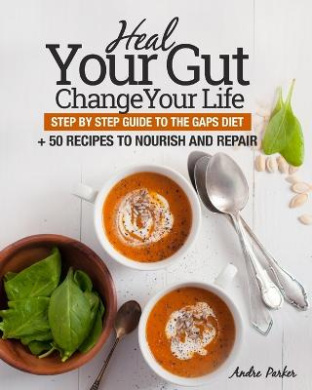 Heal
Your Gut
Change Your Life
STEP BY STEP GUIDE TO THE GAPS DIET
+ 50 RECIPES TO NOURISH AND REPAIR
Andre Parker